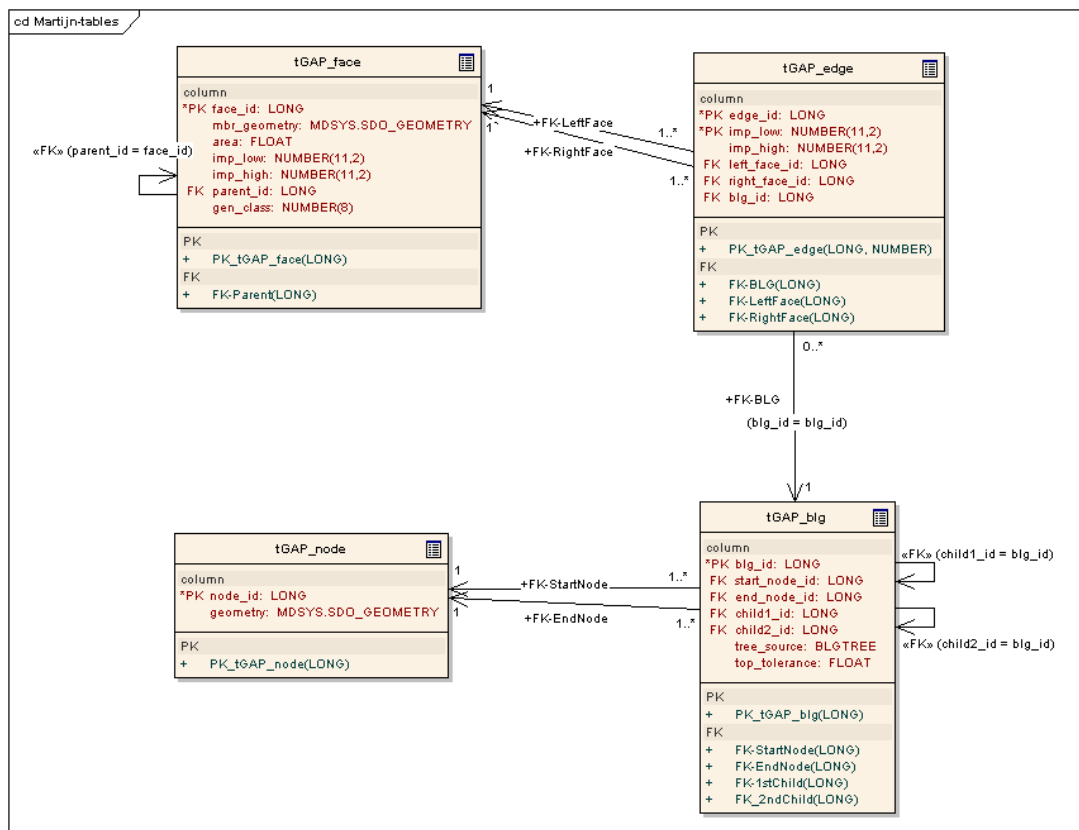 cd Martijn-tables
tGAP_face
column
*PK face_id: LONG
mbr_geometry: MDSYS.SDO_GEOMETRY
area: FLOAT
imp_low: NUMBER(11,2)
imp_high: NUMBER(11,2)
FK parent_id: LONG
gen_class: NUMBER(8)
PK
+ PK_tGAP_face(LONG)
FK
+ FK-Parent(LONG)
«FK» (parent_id = face_id)
1
1`
+FK-LeftFace
+FK-RightFace
1..*
1..*
tGAP_edge
column
*PK edge_id: LONG
*PK imp_low: NUMBER(11,2)
imp_high: NUMBER(11,2)
FK left_face_id: LONG
FK right_face_id: LONG
FK blg_id: LONG
PK
+ PK_tGAP_edge(LONG, NUMBER)
FK
+ FK-BLG(LONG)
+ FK-LeftFace(LONG)
+ FK-RightFace(LONG)
0..*
+FK-BLG
(blg_id = blg_id)
1
tGAP_node
column
*PK node_id: LONG
geometry: MDSYS.SDO_GEOMETRY
PK
+ PK_tGAP_node(LONG)
1
1
+FK-StartNode
+FK-EndNode
1..*
1..*
tGAP_blg
column
*PK blg_id: LONG
FK start_node_id: LONG
FK end_node_id: LONG
FK child1_id: LONG
FK child2_id: LONG
tree_source: BLGTREE
top_tolerance: FLOAT
PK
+ PK_tGAP_blg(LONG)
FK
+ FK-StartNode(LONG)
+ FK-EndNode(LONG)
+ FK-1stChild(LONG)
+ FK_2ndChild(LONG)
«FK» (child1_id = blg_id)
«FK» (child2_id = blg_id)